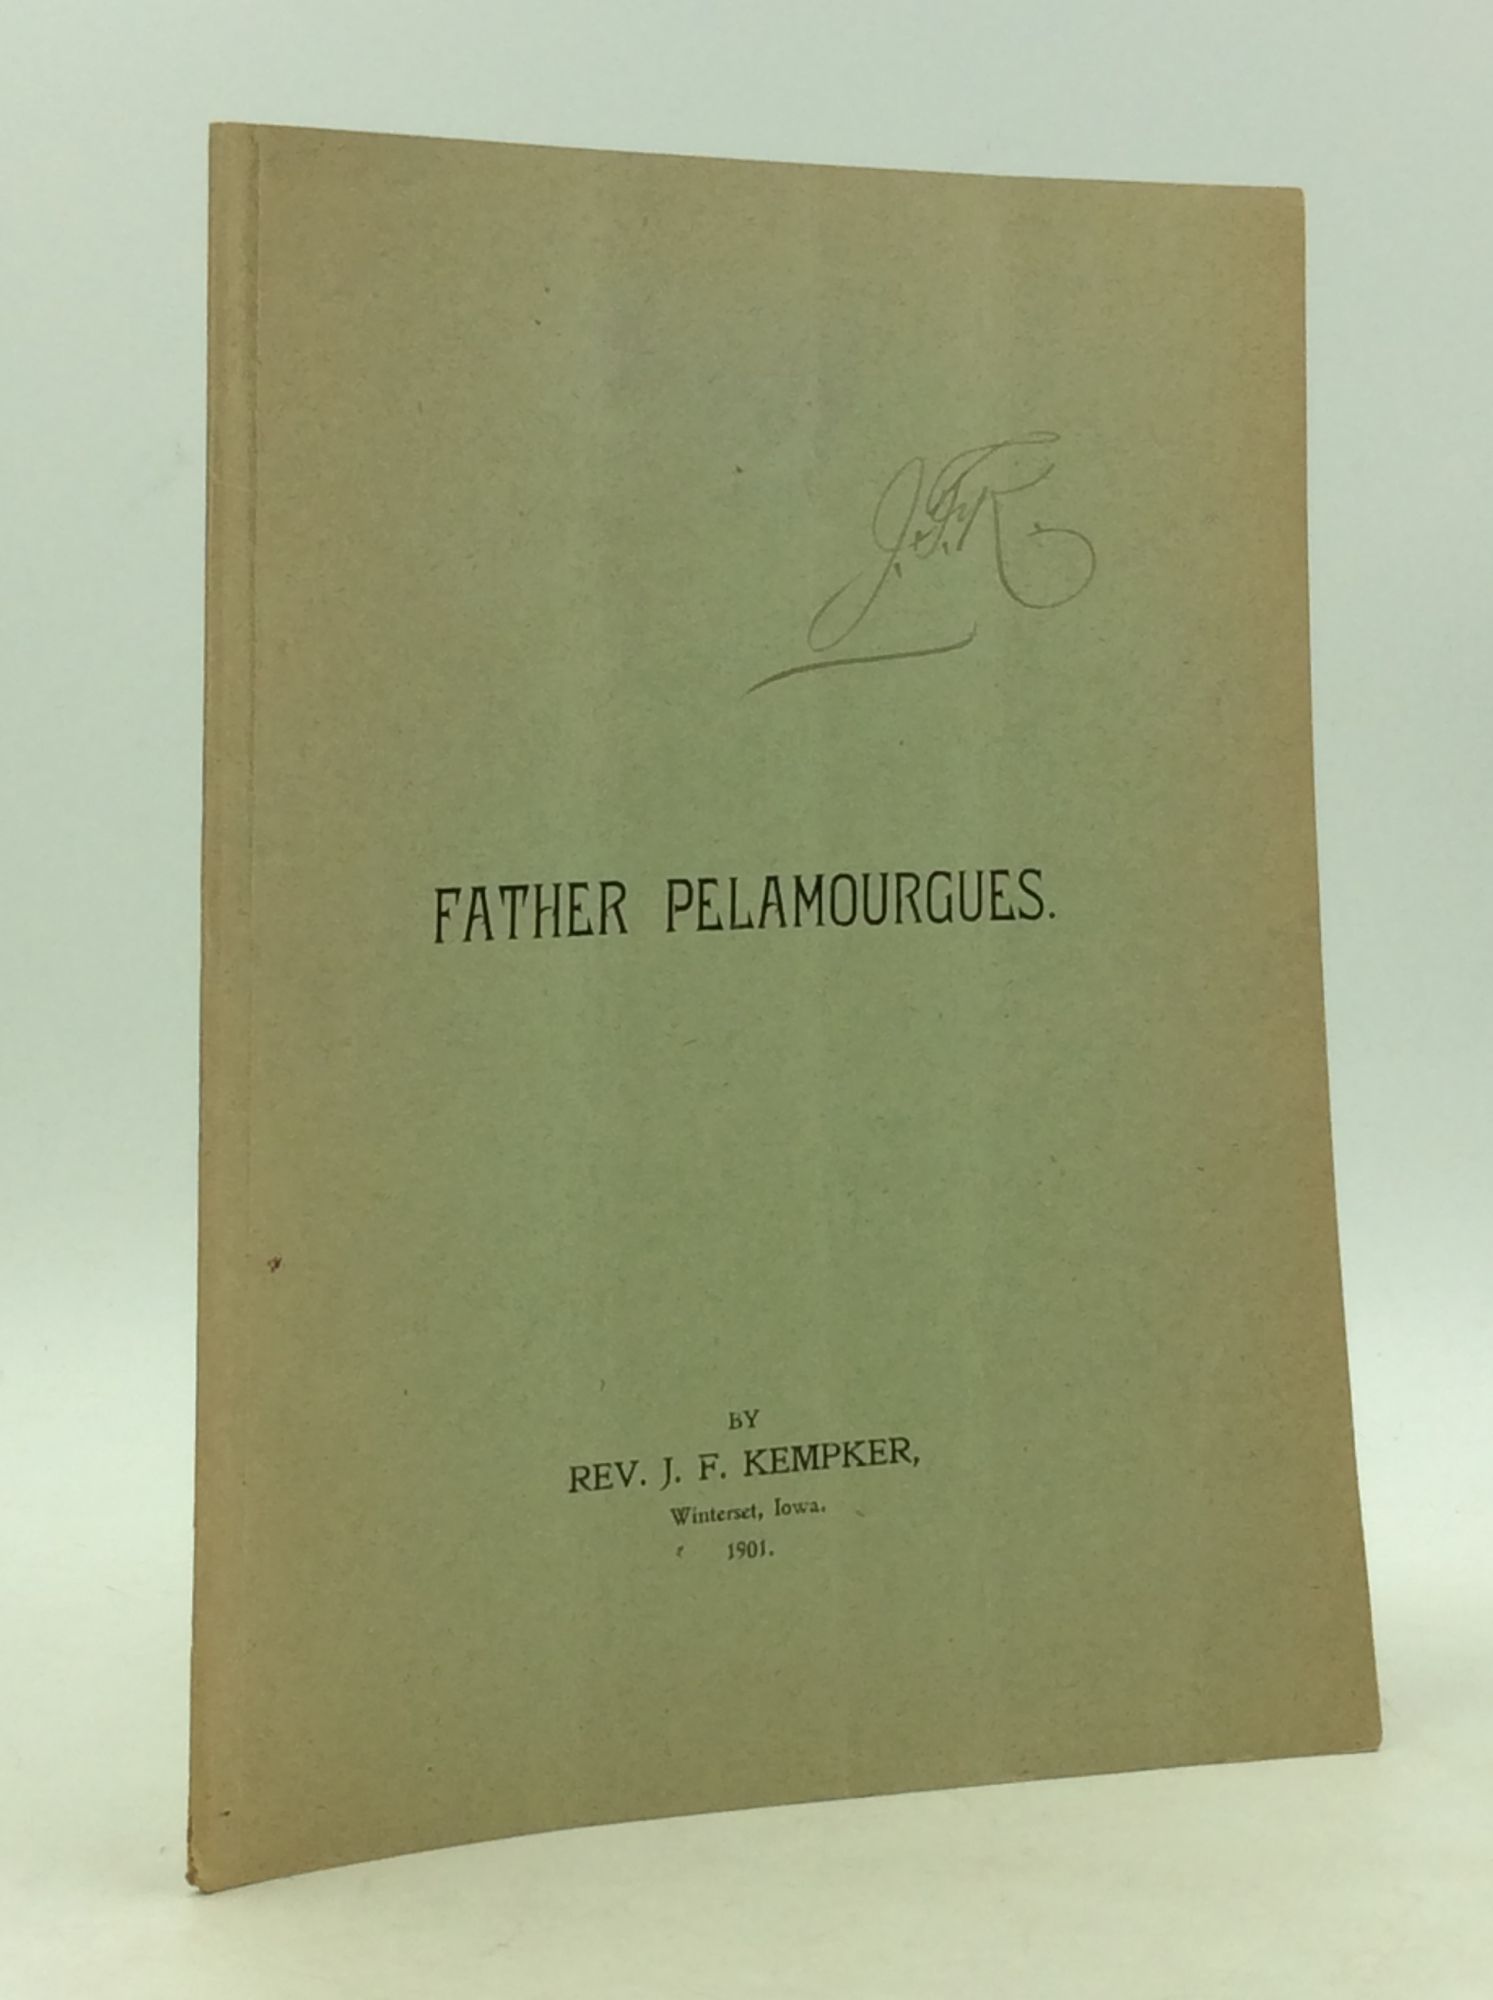 J.F.R.
FATHER PELAMOURGUES.
BY
REV. J. F. KEMPKER,
Winterset, Iowa.
1901.